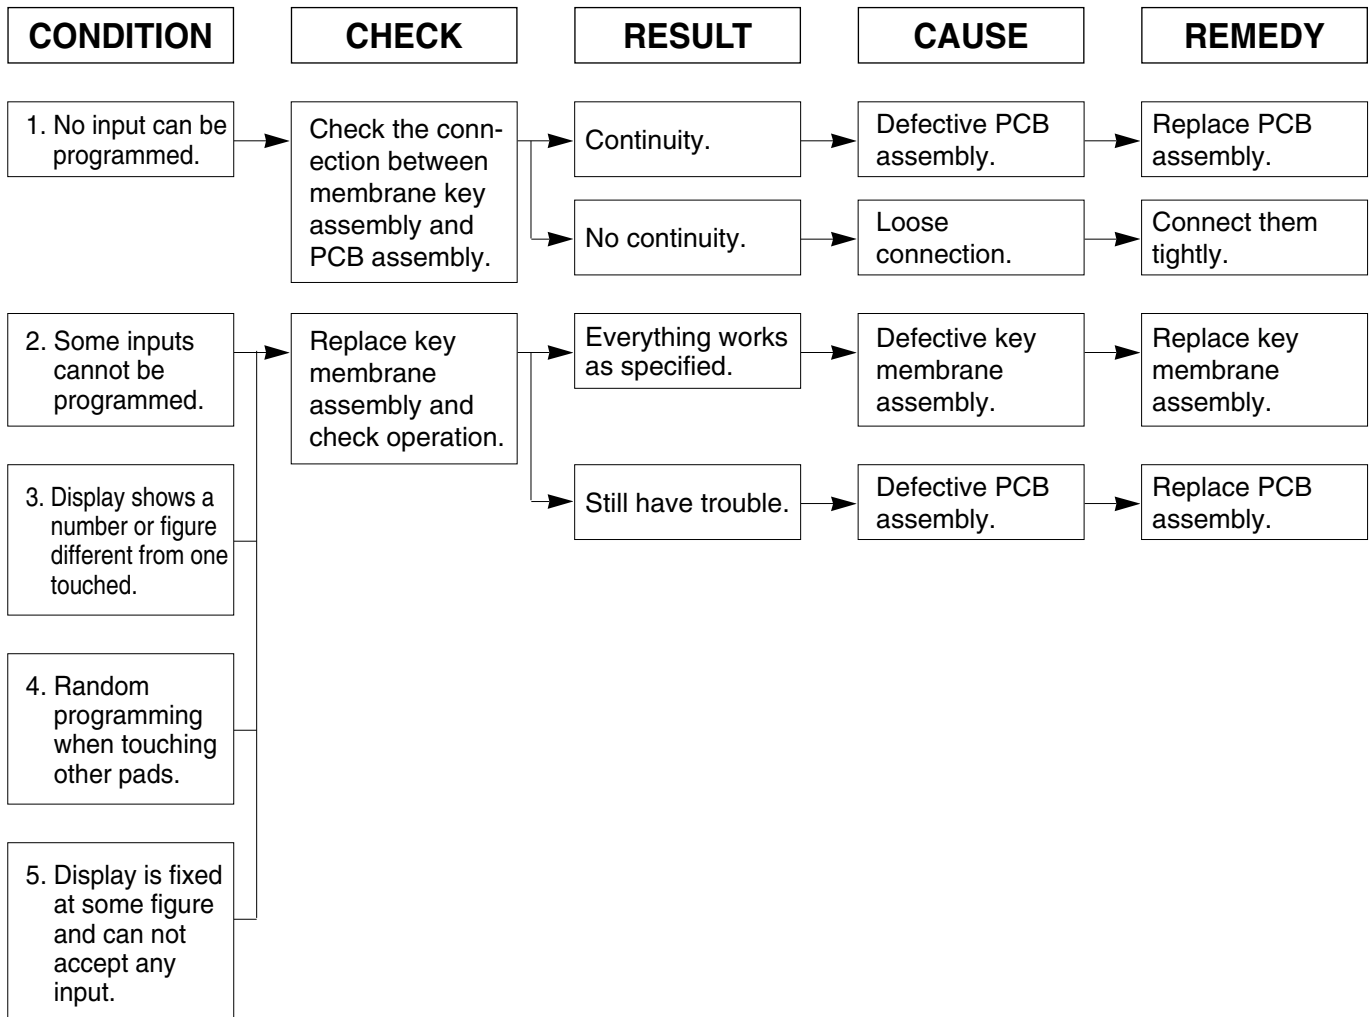 CONDITION
CHECK
RESULT
CAUSE
REMEDY
1. No input can be
programmed.
Check the conn-
ection between
membrane key
assembly and
PCB assembly.
Continuity.
Defective PCB
assembly.
Replace PCB
assembly.
No continuity.
Loose
connection.
Connect them
tightly.
2. Some inputs
cannot be
programmed.
Replace key
membrane
assembly and
check operation.
Everything works
as specified.
Defective key
membrane
assembly.
Replace key
membrane
assembly.
3. Display shows a
number or figure
different from one
touched.
Still have trouble.
Defective PCB
assembly.
Replace PCB
assembly.
4. Random
programming
when touching
other pads.
5. Display is fixed
at some figure
and can not
accept any
input.